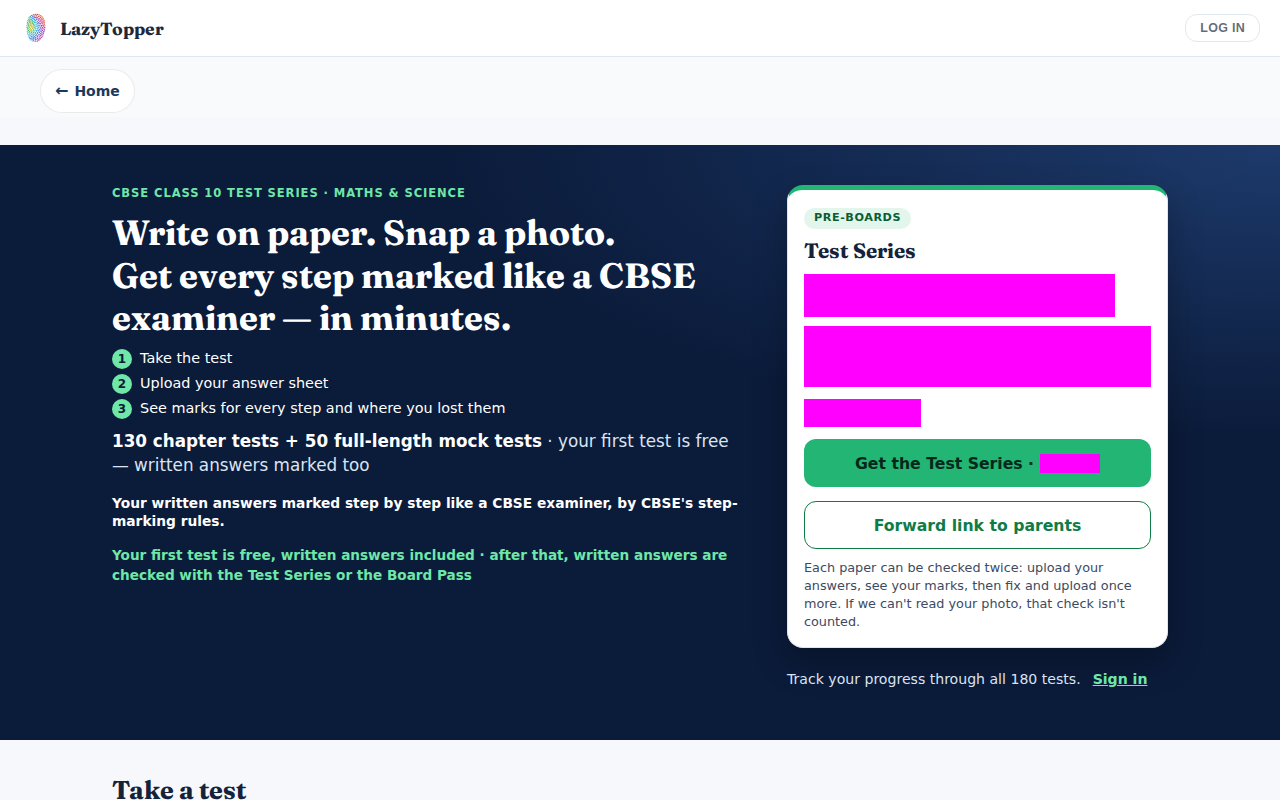 LazyTopper
LOG IN
← Home
CBSE CLASS 10 TEST SERIES · MATHS & SCIENCE
Write on paper. Snap a photo.
Get every step marked like a CBSE
examiner — in minutes.
1 Take the test
2 Upload your answer sheet
3 See marks for every step and where you lost them
130 chapter tests + 50 full-length mock tests · your first test is free
— written answers marked too
Your written answers marked step by step like a CBSE examiner, by CBSE's step-
marking rules.
Your first test is free, written answers included · after that, written answers are
checked with the Test Series or the Board Pass
PRE-BOARDS
Test Series
Get the Test Series ·
Forward link to parents
Each paper can be checked twice: upload your
answers, see your marks, then fix and upload once
more. If we can't read your photo, that check isn't
counted.
Track your progress through all 180 tests. Sign in
Take a test